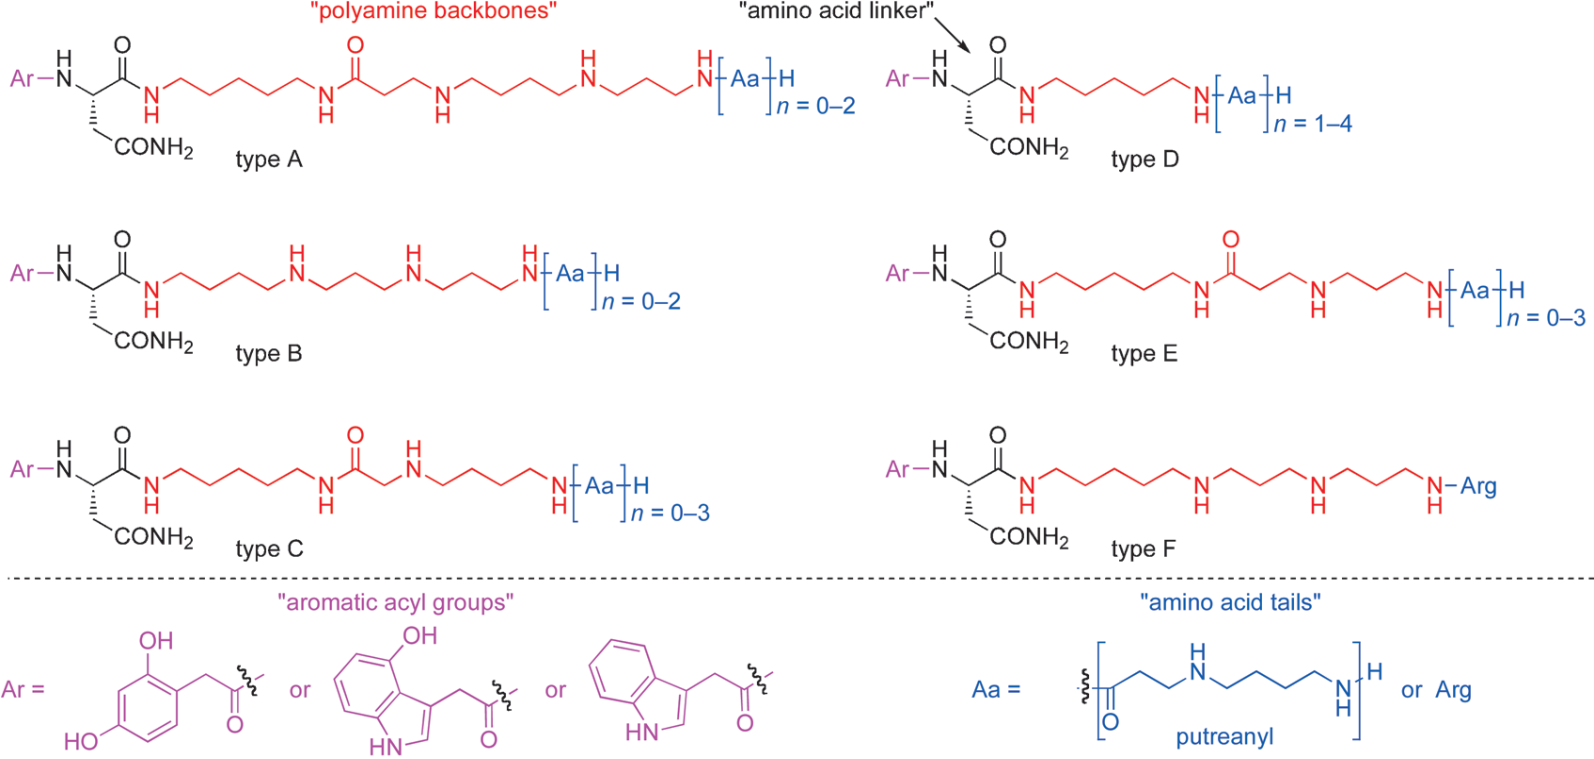 "polyamine backbones"
"amino acid linker"
Ar H N O N H N H O N H H N H N Aa H n = 0–2
CONH2
type A
Ar H N O N H N H Aa H n = 1–4
CONH2
type D
Ar H N O N H H N H N H N Aa H n = 0–2
CONH2
type B
Ar H N O N H N H O N H N H Aa H n = 0–3
CONH2
type E
Ar H N O N H N H O H N N H Aa H n = 0–3
CONH2
type C
Ar H N O N H N H N H N H Arg
CONH2
type F
"aromatic acyl groups"
Ar = OH HO O or OH HN O or HN O
"amino acid tails"
Aa = O H N N H H or Arg
putreanyl